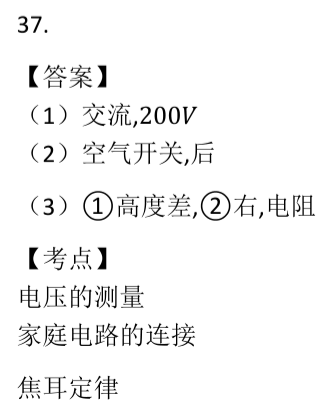 37.
【答案】
（1）交流,200V
（2）空气开关,后
（3）①高度差,②右,电阻
【考点】
电压的测量
家庭电路的连接
焦耳定律